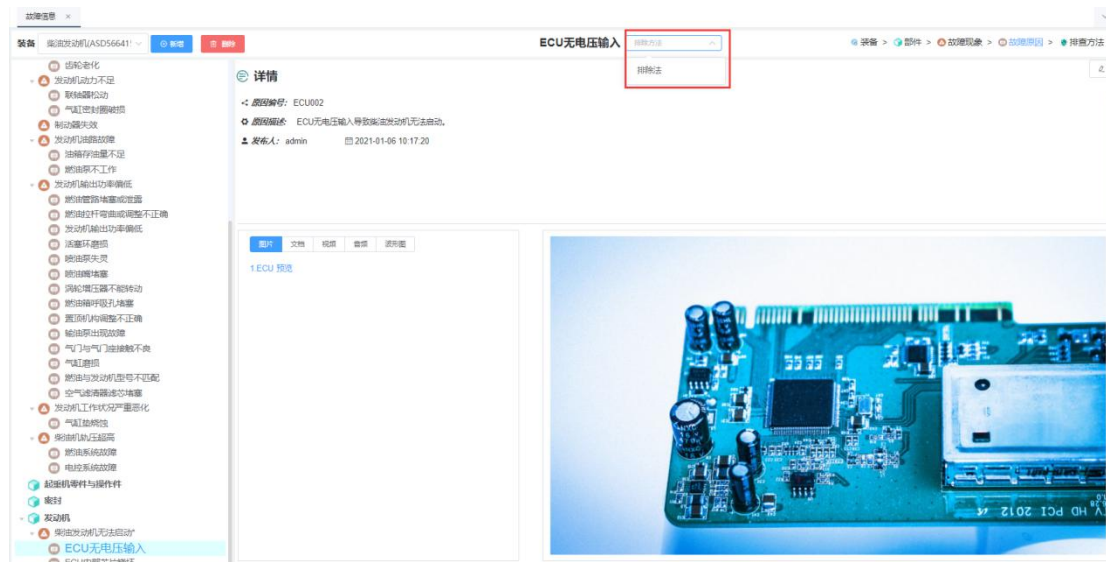 故障信息 ×
装备 柴油发动机(ASD56641' 新增 删除
ECU无电压输入 排除方法
装备 > 部件 > 故障现象 > 故障原因 > 排查方法
排除法
齿轮老化
发动机动力不足
联轴器松动
气缸密封圈破损
制动器失效
发动机油路故障
油箱存油量不足
燃油泵不工作
发动机输出功率偏低
燃油管路堵塞或泄露
燃油拉杆弯曲或调整不正确
发动机输出功率偏低
活塞环磨损
喷油泵失灵
喷油嘴堵塞
涡轮增压器不能转动
燃油箱呼吸孔堵塞
置顶机构调整不正确
输油泵出现故障
气门与气门座接触不良
气缸磨损
燃油与发动机型号不匹配
空气滤清器滤芯堵塞
发动机工作状况严重恶化
气缸垫烧蚀
柴油机轨压超高
燃油系统故障
电控系统故障
起重机零件与操作件
密封
发动机
柴油发动机无法启动*
ECU无电压输入
详情
原因编号: ECU002
原因描述: ECU无电压输入导致柴油发动机无法启动。
发布人: admin 2021-01-06 10:17:20
图片 文档 视频 音频 波形图
1.ECU 预览
TV HD PCI 2012